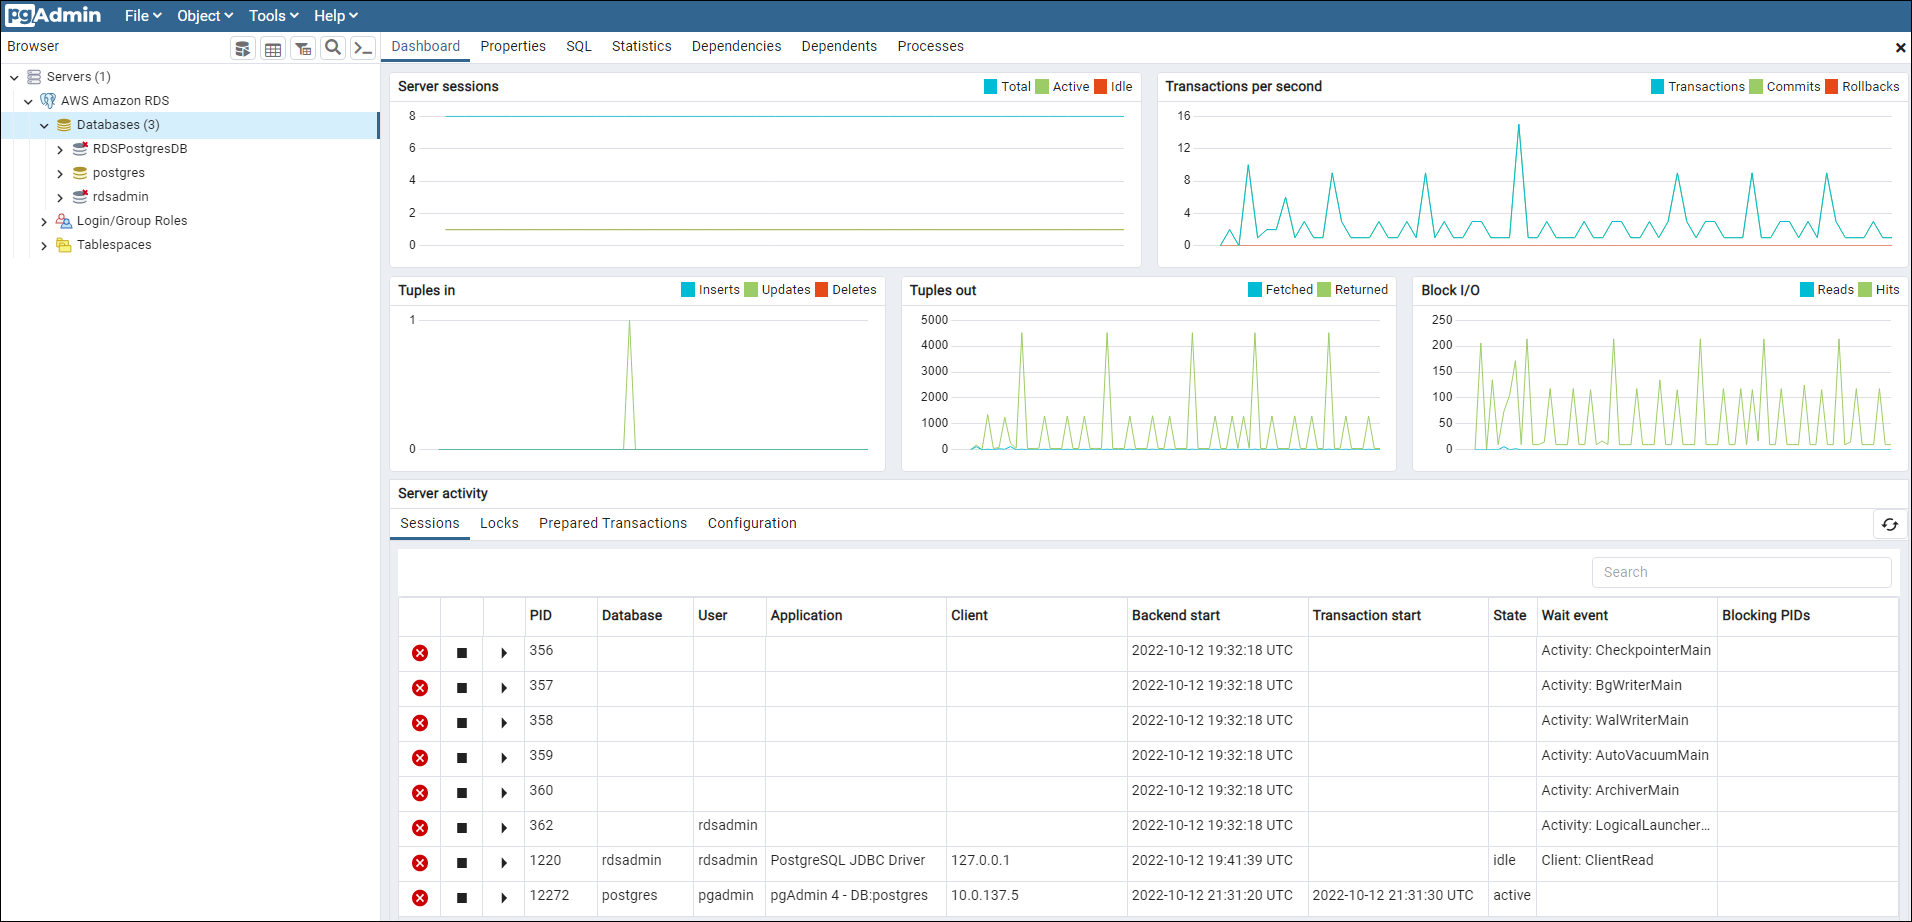 pgAdmin File Object Tools Help
Browser
Dashboard Properties SQL Statistics Dependencies Dependents Processes
Servers (1)
AWS Amazon RDS
Databases (3)
RDSPostgresDB
postgres
rdsadmin
Login/Group Roles
Tablespaces
Server sessions Total Active Idle
8
6
4
2
0
Transactions per second Transactions Commits Rollbacks
16
12
8
4
0
Tuples in Inserts Updates Deletes
1
0
Tuples out Fetched Returned
5000
4000
3000
2000
1000
0
Block I/O Reads Hits
250
200
150
100
50
0
Server activity
Sessions Locks Prepared Transactions Configuration
Search
PID Database User Application Client Backend start Transaction start State Wait event Blocking PIDs
356 2022-10-12 19:32:18 UTC Activity: CheckpointerMain
357 2022-10-12 19:32:18 UTC Activity: BgWriterMain
358 2022-10-12 19:32:18 UTC Activity: WalWriterMain
359 2022-10-12 19:32:18 UTC Activity: AutoVacuumMain
360 2022-10-12 19:32:18 UTC Activity: ArchiverMain
362 rdsadmin 2022-10-12 19:32:18 UTC Activity: LogicalLauncher...
1220 rdsadmin rdsadmin PostgreSQL JDBC Driver 127.0.0.1 2022-10-12 19:41:39 UTC idle Client: ClientRead
12272 postgres pgadmin pgAdmin 4 - DB:postgres 10.0.137.5 2022-10-12 21:31:20 UTC 2022-10-12 21:31:30 UTC active